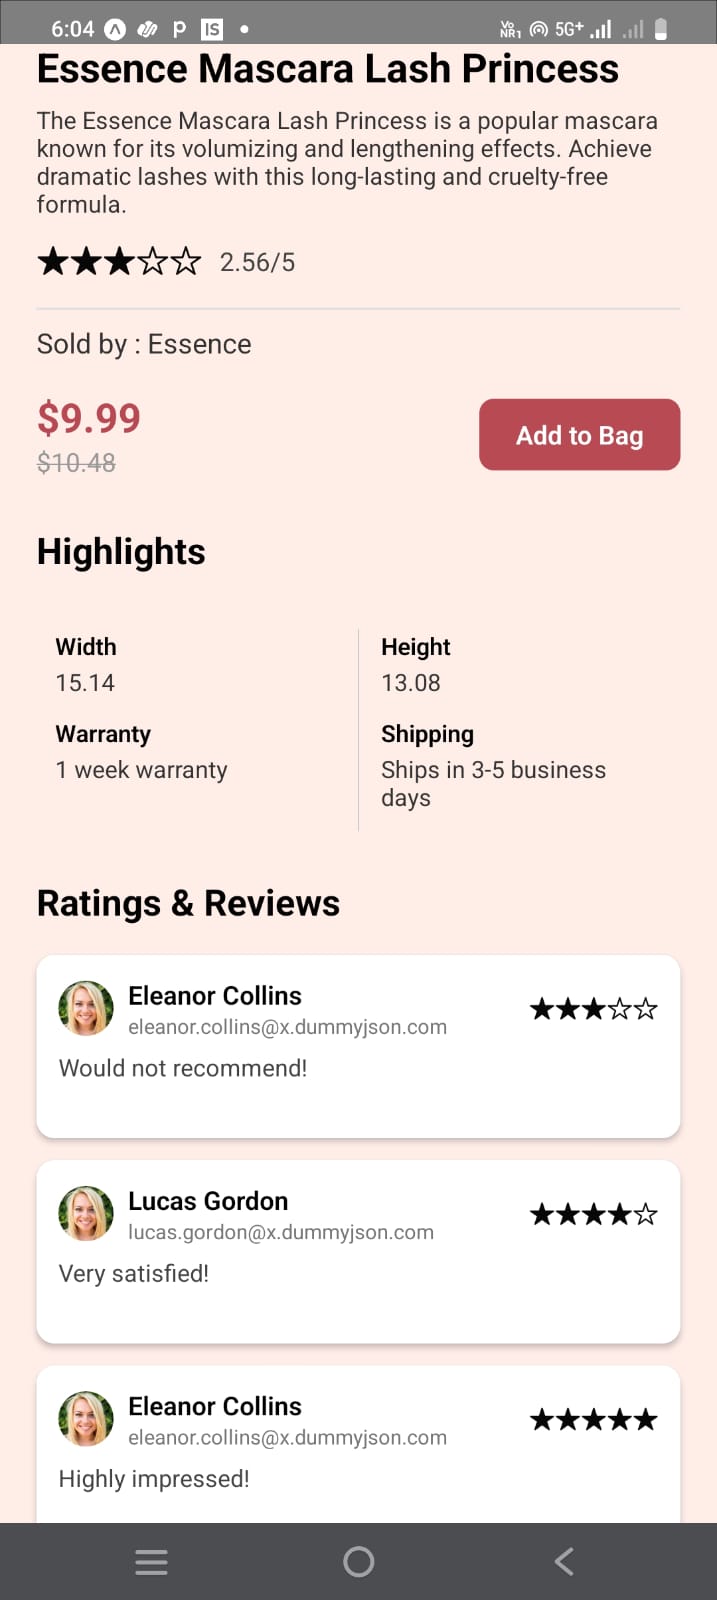 6:04 p IS Vo NR1 5G+
Essence Mascara Lash Princess
The Essence Mascara Lash Princess is a popular mascara
known for its volumizing and lengthening effects. Achieve
dramatic lashes with this long-lasting and cruelty-free
formula.
2.56/5
Sold by : Essence
$9.99
Add to Bag
$10.48
Highlights
Width
15.14
Height
13.08
Warranty
1 week warranty
Shipping
Ships in 3-5 business
days
Ratings & Reviews
Eleanor Collins
eleanor.collins@x.dummyjson.com
Would not recommend!
Lucas Gordon
lucas.gordon@x.dummyjson.com
Very satisfied!
Eleanor Collins
eleanor.collins@x.dummyjson.com
Highly impressed!